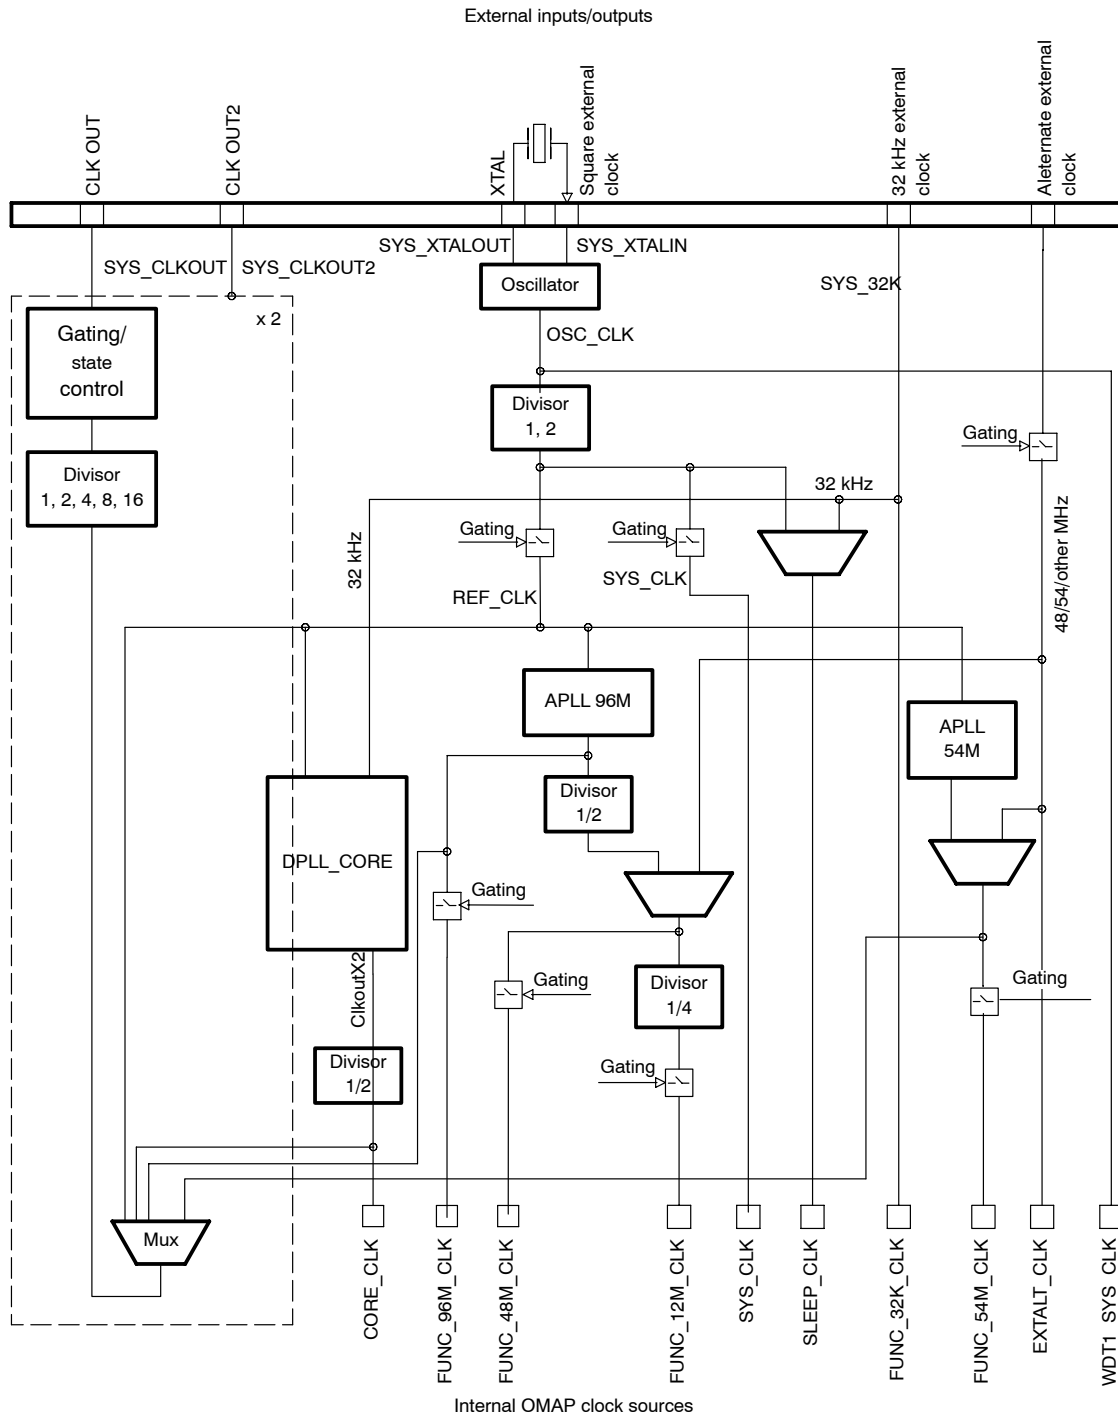 External inputs/outputs
CLK OUT
CLK OUT2
XTAL
Square external
clock
32 kHz external
clock
Aleternate external
clock
SYS_CLKOUT
SYS_CLKOUT2
SYS_XTALOUT
SYS_XTALIN
SYS_32K
Oscillator
x 2
OSC_CLK
Gating/
state
control
Divisor
1, 2
Gating
Divisor
1, 2, 4, 8, 16
32 kHz
32 kHz
Gating
Gating
SYS_CLK
REF_CLK
48/54/other MHz
APLL 96M
APLL
54M
Divisor
1/2
DPLL_CORE
Gating
ClkoutX2
Gating
Divisor
1/4
Gating
Divisor
1/2
Gating
Mux
CORE_CLK
FUNC_96M_CLK
FUNC_48M_CLK
FUNC_12M_CLK
SYS_CLK
SLEEP_CLK
FUNC_32K_CLK
FUNC_54M_CLK
EXTALT_CLK
WDT1 SYS CLK
Internal OMAP clock sources